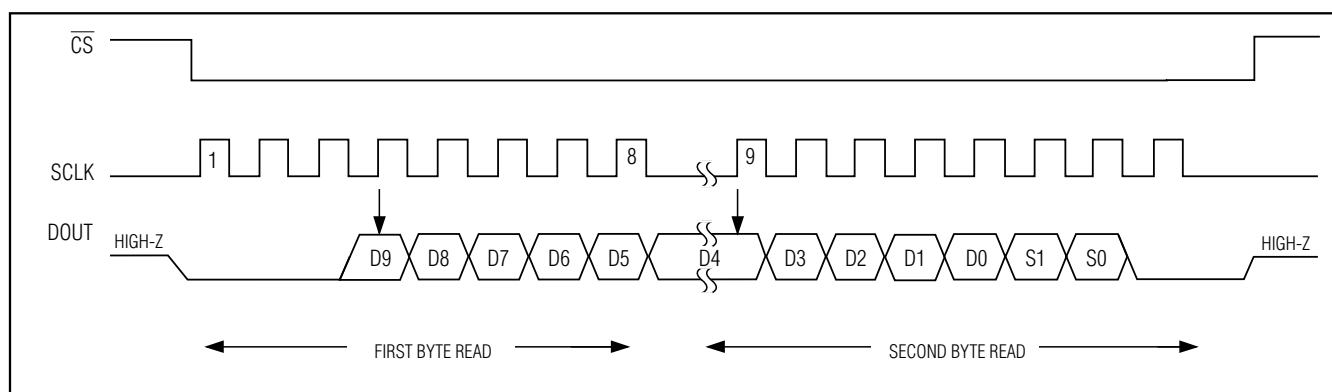 C̅S̅
1 8 9
SCLK
DOUT
HIGH-Z D9 D8 D7 D6 D5 D4 D3 D2 D1 D0 S1 S0 HIGH-Z
FIRST BYTE READ SECOND BYTE READ